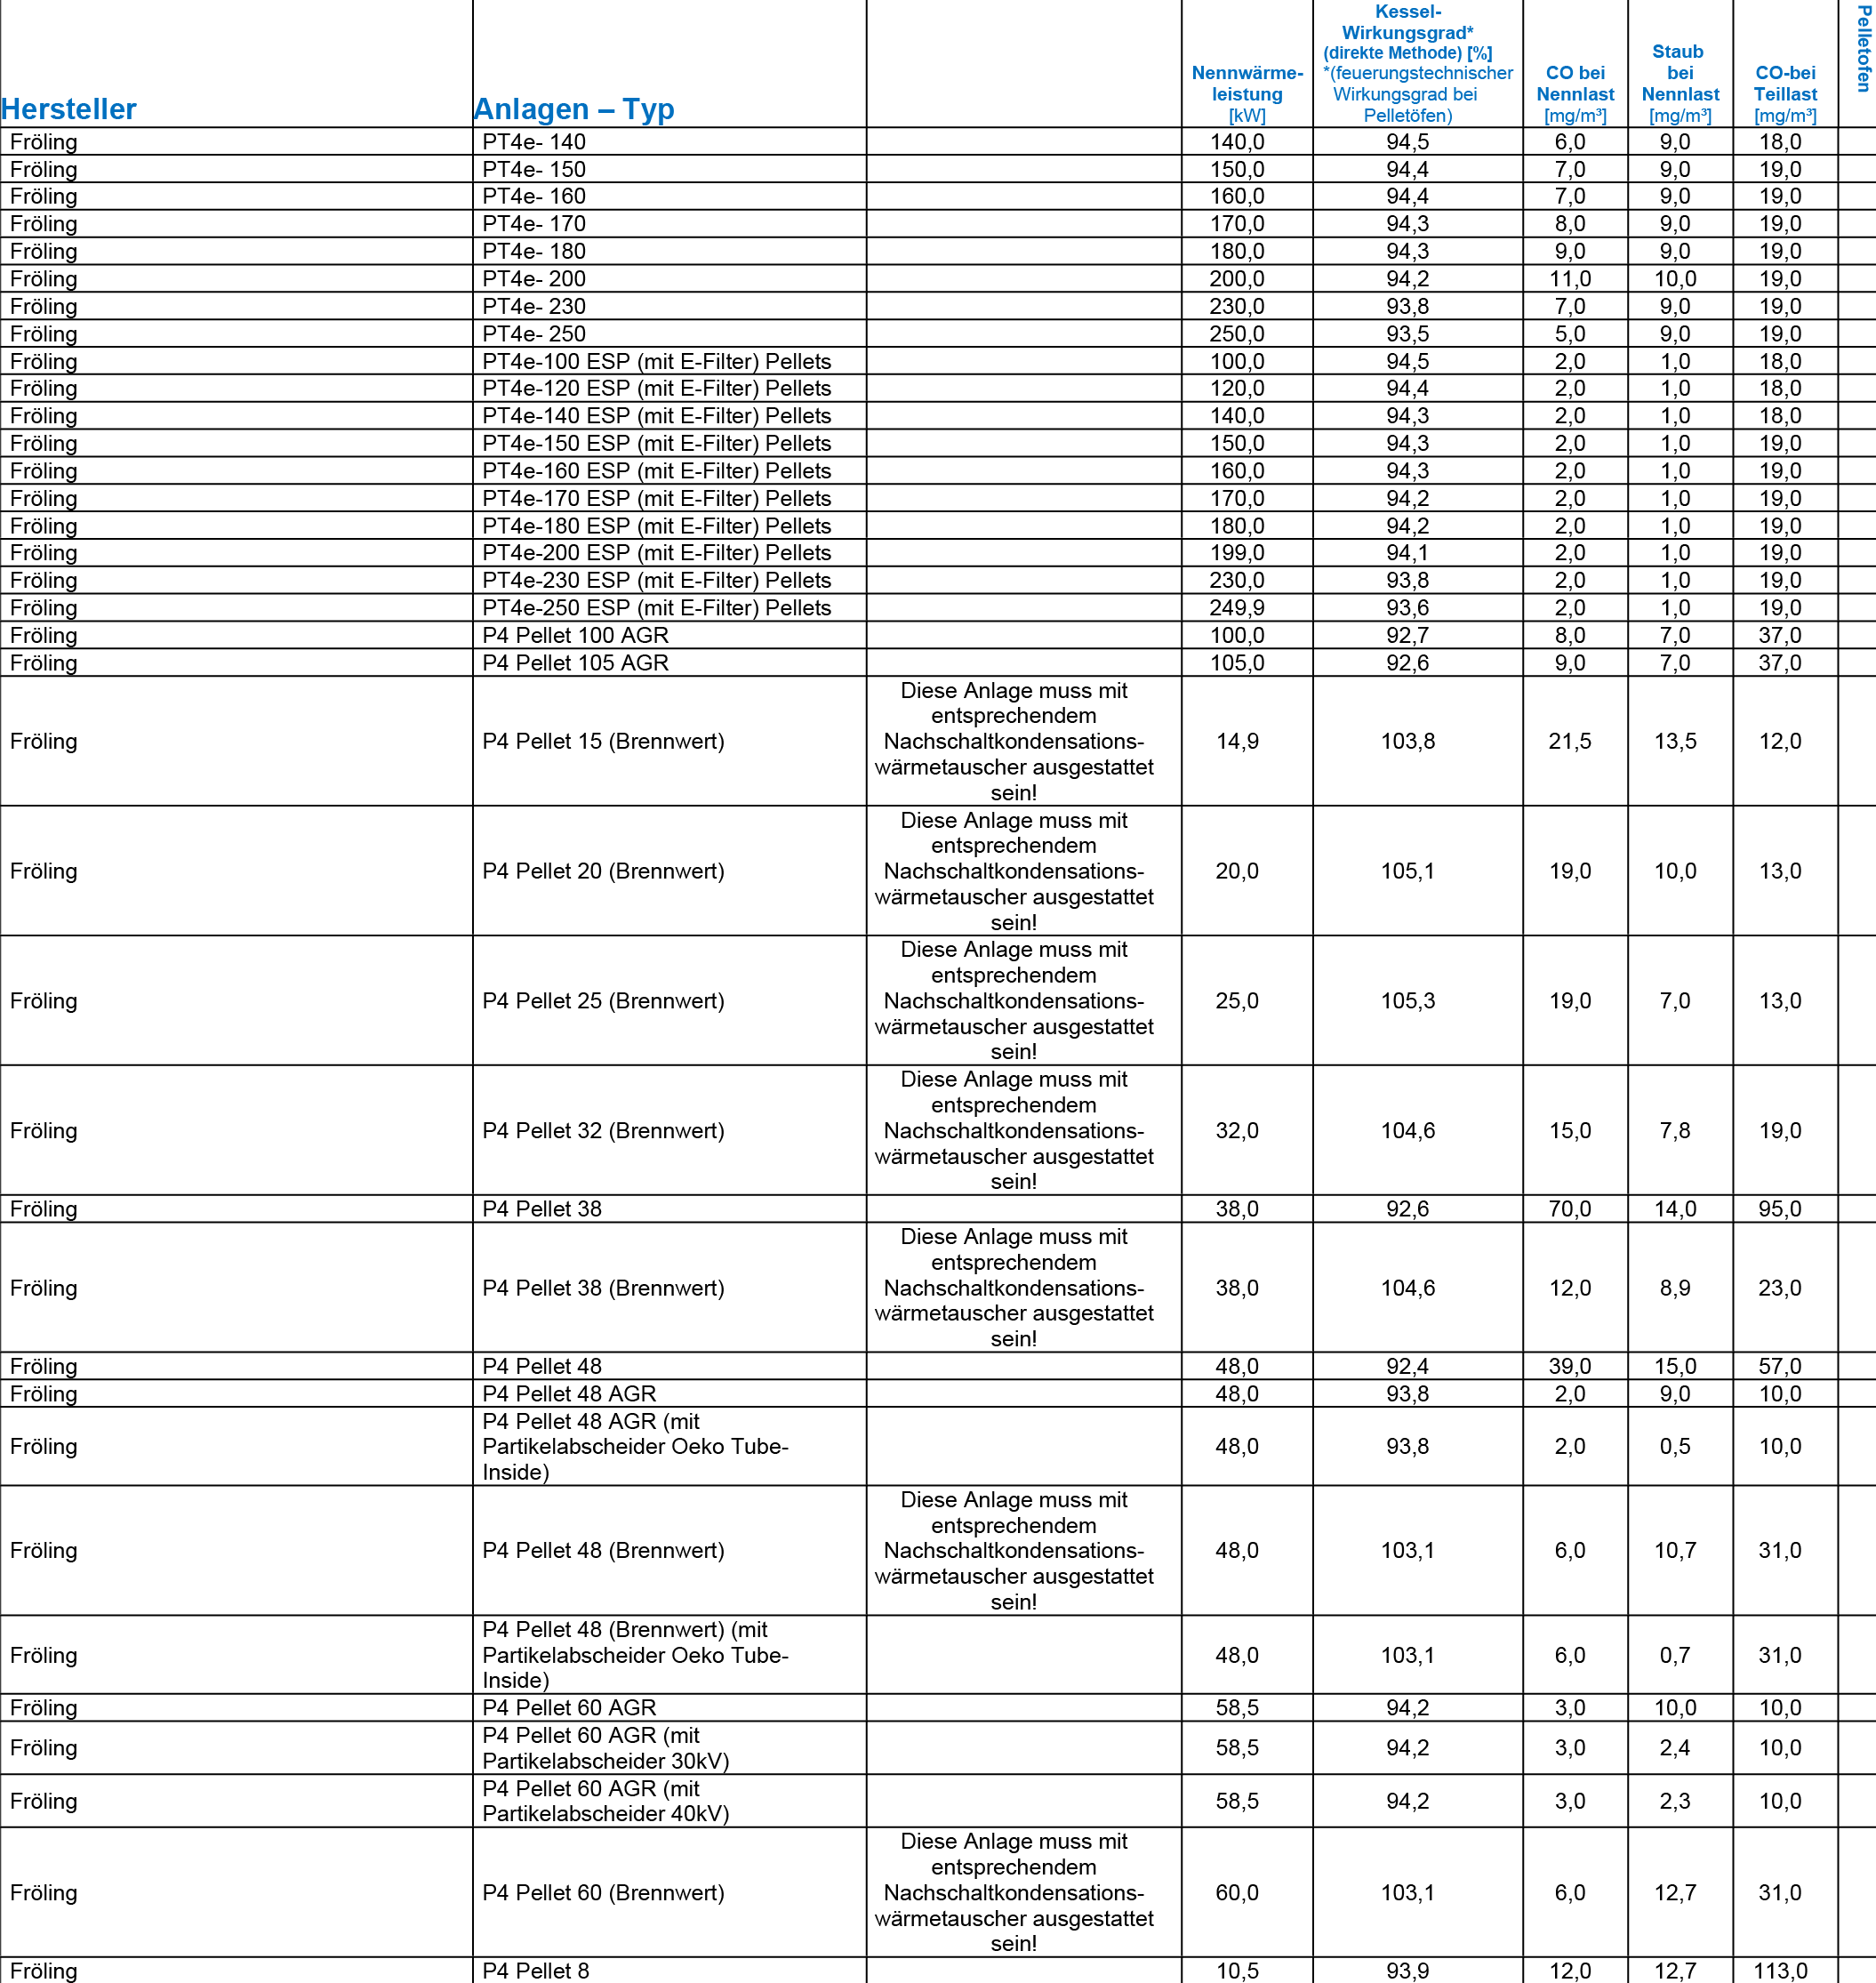 Hersteller Anlagen – Typ Nennwärme-leistung [kW] Kessel-Wirkungsgrad* (direkte Methode) [%] *(feuerungstechnischer Wirkungsgrad bei Pelletöfen) CO bei Nennlast [mg/m³] Staub bei Nennlast [mg/m³] CO-bei Teillast [mg/m³] Pelletofen
Fröling PT4e- 140 140,0 94,5 6,0 9,0 18,0
Fröling PT4e- 150 150,0 94,4 7,0 9,0 19,0
Fröling PT4e- 160 160,0 94,4 7,0 9,0 19,0
Fröling PT4e- 170 170,0 94,3 8,0 9,0 19,0
Fröling PT4e- 180 180,0 94,3 9,0 9,0 19,0
Fröling PT4e- 200 200,0 94,2 11,0 10,0 19,0
Fröling PT4e- 230 230,0 93,8 7,0 9,0 19,0
Fröling PT4e- 250 250,0 93,5 5,0 9,0 19,0
Fröling PT4e-100 ESP (mit E-Filter) Pellets 100,0 94,5 2,0 1,0 18,0
Fröling PT4e-120 ESP (mit E-Filter) Pellets 120,0 94,4 2,0 1,0 18,0
Fröling PT4e-140 ESP (mit E-Filter) Pellets 140,0 94,3 2,0 1,0 18,0
Fröling PT4e-150 ESP (mit E-Filter) Pellets 150,0 94,3 2,0 1,0 19,0
Fröling PT4e-160 ESP (mit E-Filter) Pellets 160,0 94,3 2,0 1,0 19,0
Fröling PT4e-170 ESP (mit E-Filter) Pellets 170,0 94,2 2,0 1,0 19,0
Fröling PT4e-180 ESP (mit E-Filter) Pellets 180,0 94,2 2,0 1,0 19,0
Fröling PT4e-200 ESP (mit E-Filter) Pellets 199,0 94,1 2,0 1,0 19,0
Fröling PT4e-230 ESP (mit E-Filter) Pellets 230,0 93,8 2,0 1,0 19,0
Fröling PT4e-250 ESP (mit E-Filter) Pellets 249,9 93,6 2,0 1,0 19,0
Fröling P4 Pellet 100 AGR 100,0 92,7 8,0 7,0 37,0
Fröling P4 Pellet 105 AGR 105,0 92,6 9,0 7,0 37,0
Diese Anlage muss mit
entsprechendem
Fröling P4 Pellet 15 (Brennwert) Nachschaltkondensations- 14,9 103,8 21,5 13,5 12,0
wärmetauscher ausgestattet
sein!
Diese Anlage muss mit
entsprechendem
Fröling P4 Pellet 20 (Brennwert) Nachschaltkondensations- 20,0 105,1 19,0 10,0 13,0
wärmetauscher ausgestattet
sein!
Diese Anlage muss mit
entsprechendem
Fröling P4 Pellet 25 (Brennwert) Nachschaltkondensations- 25,0 105,3 19,0 7,0 13,0
wärmetauscher ausgestattet
sein!
Diese Anlage muss mit
entsprechendem
Fröling P4 Pellet 32 (Brennwert) Nachschaltkondensations- 32,0 104,6 15,0 7,8 19,0
wärmetauscher ausgestattet
sein!
Fröling P4 Pellet 38 38,0 92,6 70,0 14,0 95,0
Diese Anlage muss mit
entsprechendem
Fröling P4 Pellet 38 (Brennwert) Nachschaltkondensations- 38,0 104,6 12,0 8,9 23,0
wärmetauscher ausgestattet
sein!
Fröling P4 Pellet 48 48,0 92,4 39,0 15,0 57,0
Fröling P4 Pellet 48 AGR 48,0 93,8 2,0 9,0 10,0
P4 Pellet 48 AGR (mit
Fröling Partikelabscheider Oeko Tube- 48,0 93,8 2,0 0,5 10,0
Inside)
Diese Anlage muss mit
entsprechendem
Fröling P4 Pellet 48 (Brennwert) Nachschaltkondensations- 48,0 103,1 6,0 10,7 31,0
wärmetauscher ausgestattet
sein!
P4 Pellet 48 (Brennwert) (mit
Fröling Partikelabscheider Oeko Tube- 48,0 103,1 6,0 0,7 31,0
Inside)
Fröling P4 Pellet 60 AGR 58,5 94,2 3,0 10,0 10,0
Fröling P4 Pellet 60 AGR (mit
Partikelabscheider 30kV) 58,5 94,2 3,0 2,4 10,0
Fröling P4 Pellet 60 AGR (mit
Partikelabscheider 40kV) 58,5 94,2 3,0 2,3 10,0
Diese Anlage muss mit
entsprechendem
Fröling P4 Pellet 60 (Brennwert) Nachschaltkondensations- 60,0 103,1 6,0 12,7 31,0
wärmetauscher ausgestattet
sein!
Fröling P4 Pellet 8 10,5 93,9 12,0 12,7 113,0